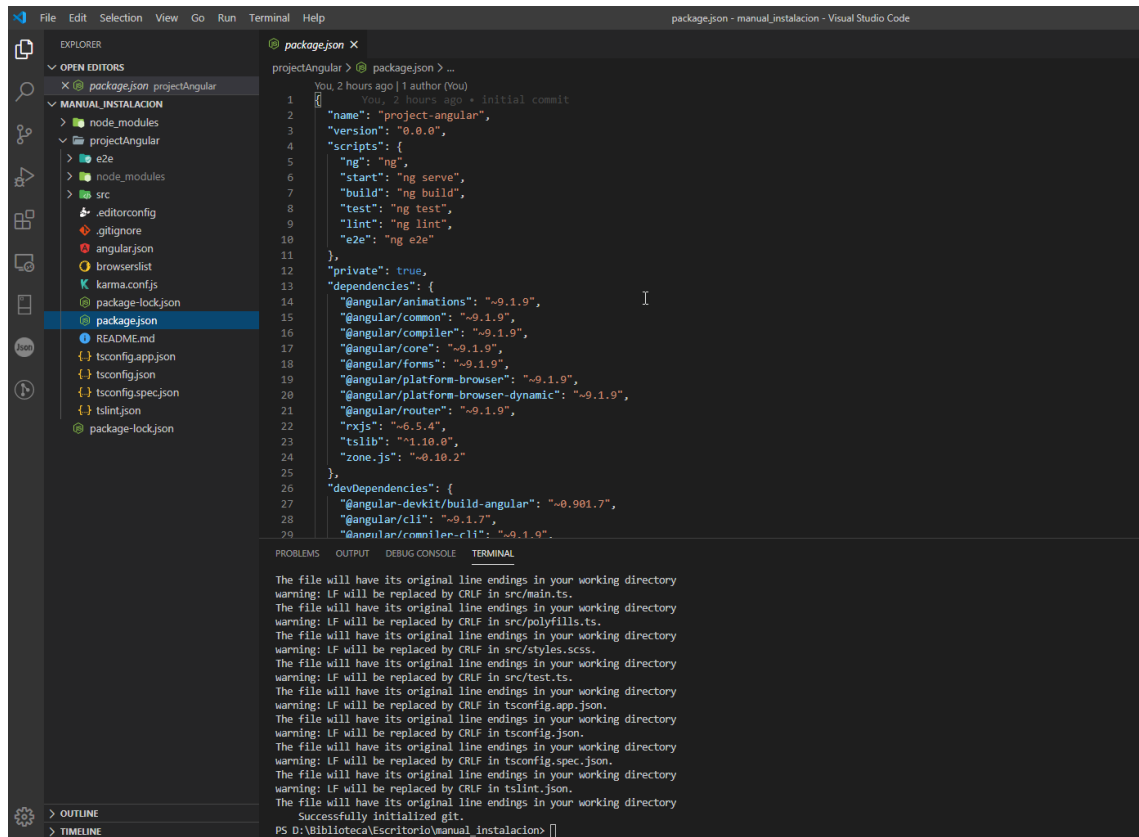 File Edit Selection View Go Run Terminal Help
package.json - manual_instalacion - Visual Studio Code
EXPLORER
OPEN EDITORS
package.json projectAngular
MANUAL_INSTALACION
node_modules
projectAngular
e2e
node_modules
src
.editorconfig
.gitignore
angular.json
browserslist
karma.conf.js
package-lock.json
package.json
README.md
tsconfig.app.json
tsconfig.json
tsconfig.spec.json
tslint.json
package-lock.json
OUTLINE
TIMELINE
Json
package.json
projectAngular > package.json > ...
You, 2 hours ago | 1 author (You)
1 { You, 2 hours ago • initial commit
2 "name": "project-angular",
3 "version": "0.0.0",
4 "scripts": {
5 "ng": "ng",
6 "start": "ng serve",
7 "build": "ng build",
8 "test": "ng test",
9 "lint": "ng lint",
10 "e2e": "ng e2e"
11 },
12 "private": true,
13 "dependencies": {
14 "@angular/animations": "~9.1.9",
15 "@angular/common": "~9.1.9",
16 "@angular/compiler": "~9.1.9",
17 "@angular/core": "~9.1.9",
18 "@angular/forms": "~9.1.9",
19 "@angular/platform-browser": "~9.1.9",
20 "@angular/platform-browser-dynamic": "~9.1.9",
21 "@angular/router": "~9.1.9",
22 "rxjs": "~6.5.4",
23 "tslib": "^1.10.0",
24 "zone.js": "~0.10.2"
25 },
26 "devDependencies": {
27 "@angular-devkit/build-angular": "~0.901.7",
28 "@angular/cli": "~9.1.7",
29 "@angular/compiler-cli": "~9.1.9",
PROBLEMS OUTPUT DEBUG CONSOLE TERMINAL
The file will have its original line endings in your working directory
warning: LF will be replaced by CRLF in src/main.ts.
The file will have its original line endings in your working directory
warning: LF will be replaced by CRLF in src/polyfills.ts.
The file will have its original line endings in your working directory
warning: LF will be replaced by CRLF in src/styles.scss.
The file will have its original line endings in your working directory
warning: LF will be replaced by CRLF in src/test.ts.
The file will have its original line endings in your working directory
warning: LF will be replaced by CRLF in tsconfig.app.json.
The file will have its original line endings in your working directory
warning: LF will be replaced by CRLF in tsconfig.json.
The file will have its original line endings in your working directory
warning: LF will be replaced by CRLF in tsconfig.spec.json.
The file will have its original line endings in your working directory
warning: LF will be replaced by CRLF in tslint.json.
The file will have its original line endings in your working directory
Successfully initialized git.
PS D:\Biblioteca\Escritorio\manual_instalacion>